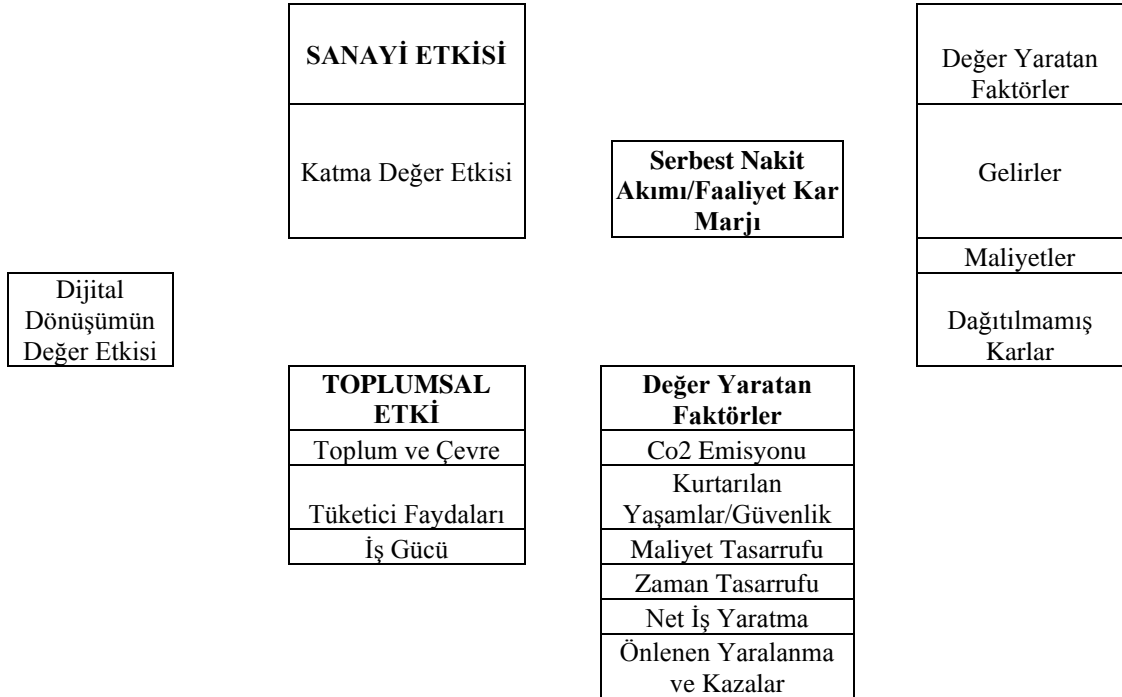 SANAYİ ETKİSİ
Katma Değer Etkisi
Serbest Nakit
Akımı/Faaliyet Kar
Marjı
Değer Yaratan
Faktörler
Gelirler
Maliyetler
Dağıtılmamış
Karlar
Dijital
Dönüşümün
Değer Etkisi
TOPLUMSAL
ETKİ
Toplum ve Çevre
Tüketici Faydaları
İş Gücü
Değer Yaratan
Faktörler
Co2 Emisyonu
Kurtarılan
Yaşamlar/Güvenlik
Maliyet Tasarrufu
Zaman Tasarrufu
Net İş Yaratma
Önlenen Yaralanma
ve Kazalar